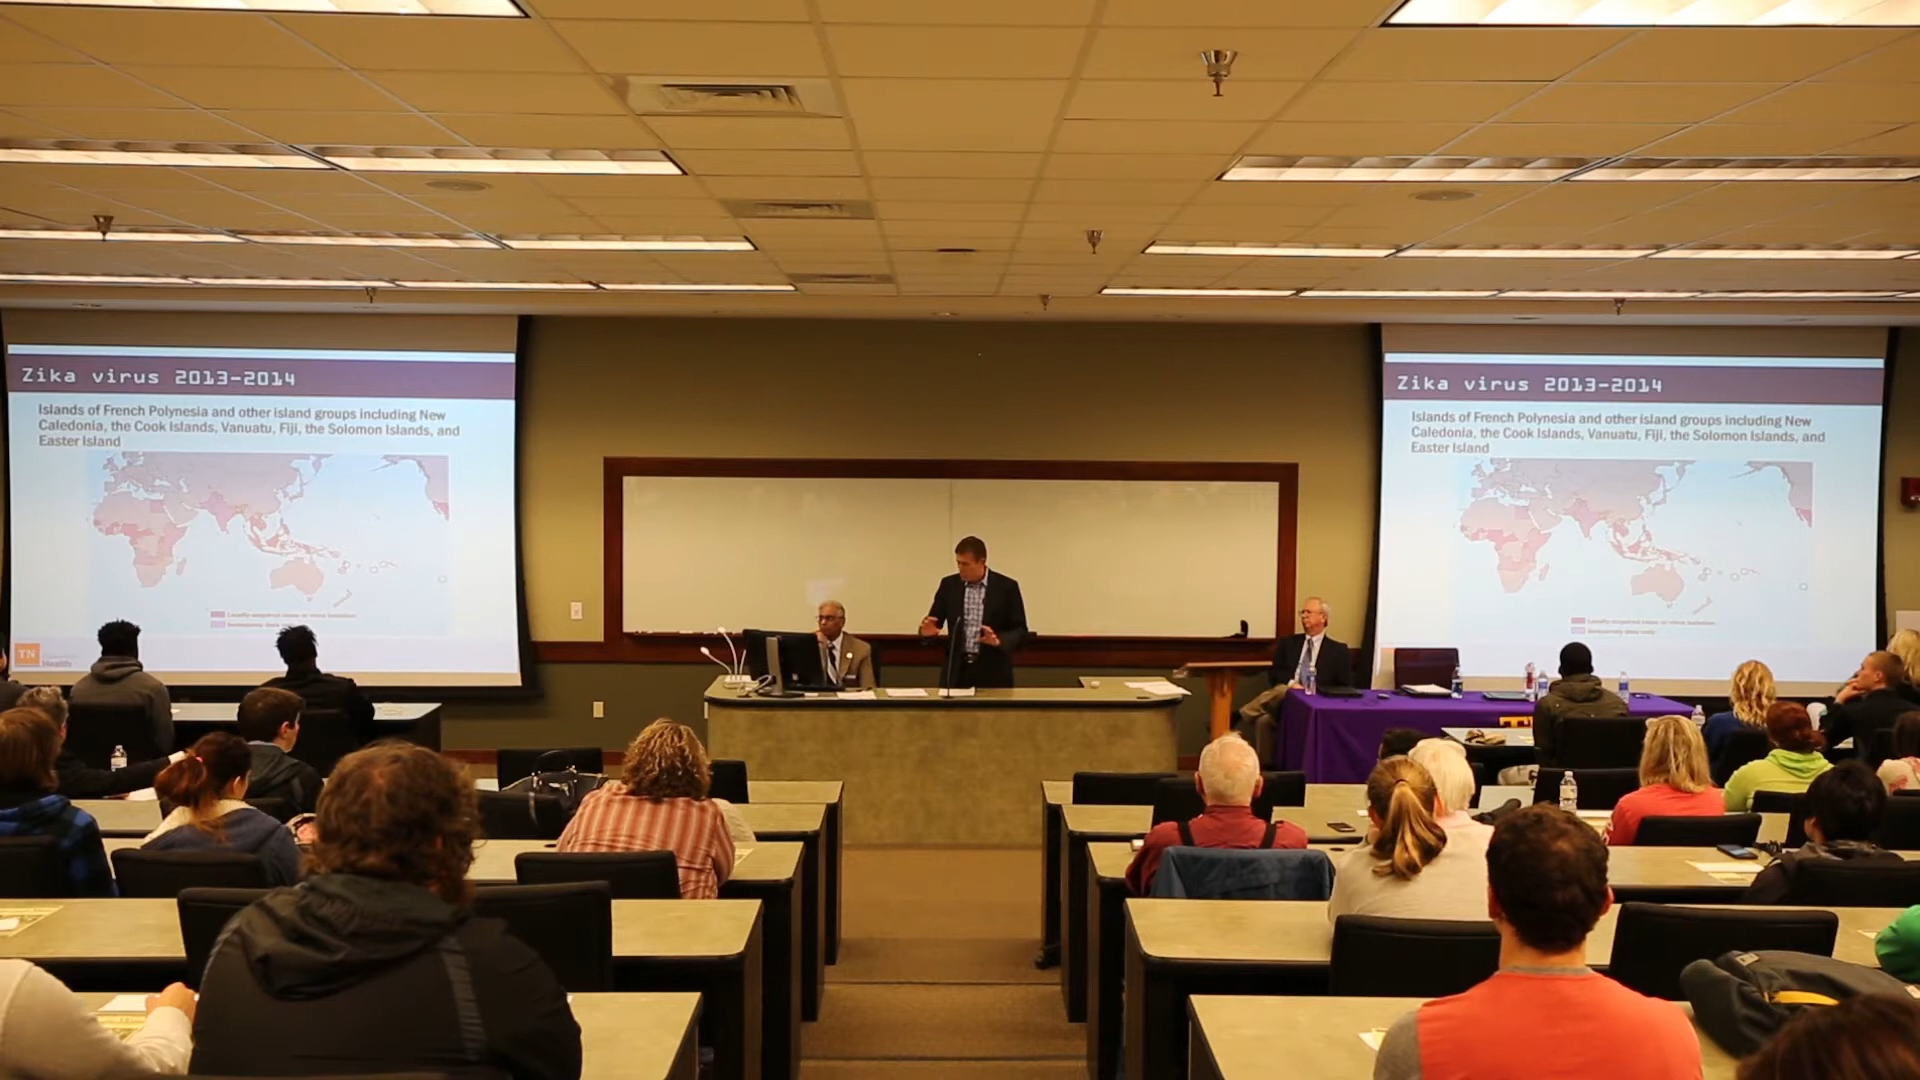 Zika virus 2013-2014
Islands of French Polynesia and other island groups including New
Caledonia, the Cook Islands, Vanuatu, Fiji, the Solomon Islands, and
Easter Island
TN
Health
Zika virus 2013-2014
Islands of French Polynesia and other island groups including New
Caledonia, the Cook Islands, Vanuatu, Fiji, the Solomon Islands, and
Easter Island